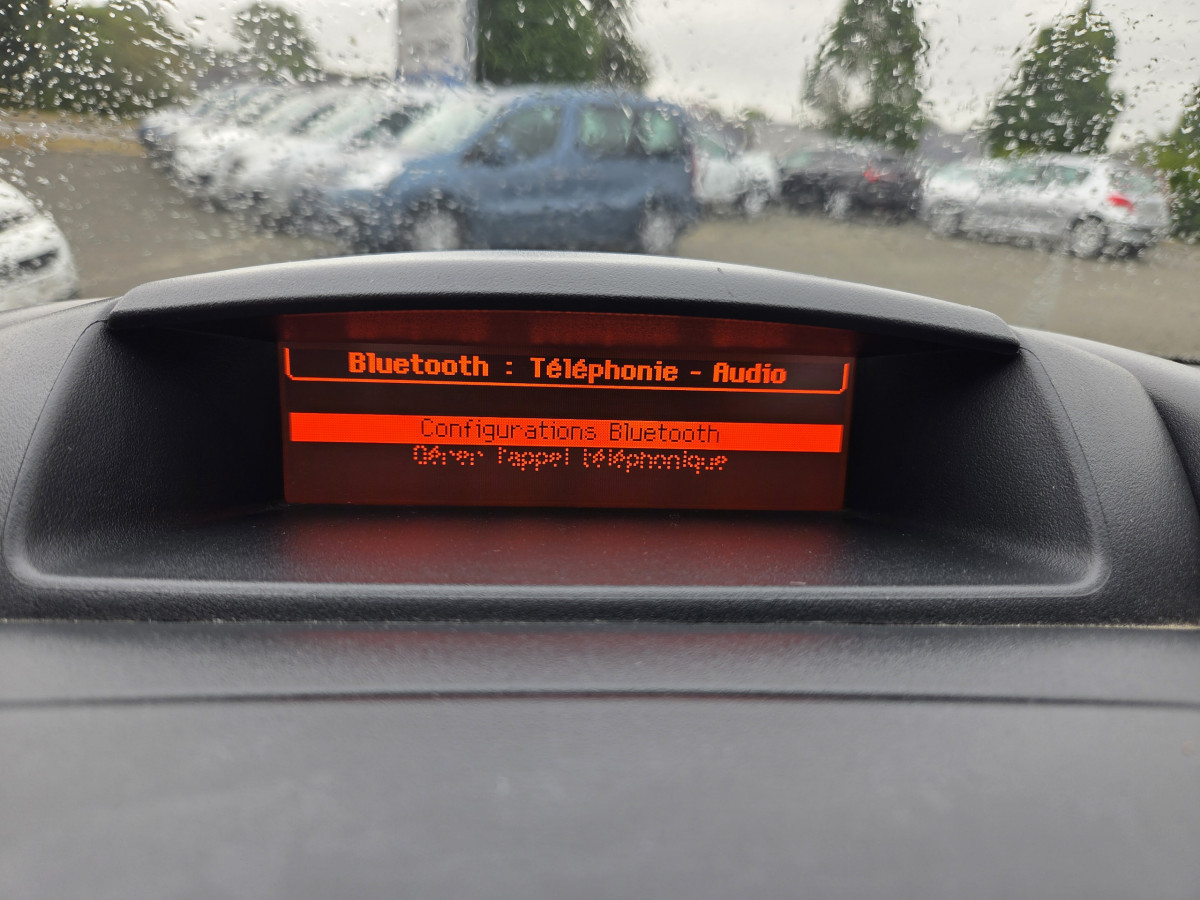 Bluetooth : Téléphonie - Audio
Configurations Bluetooth
Gérer l'appel téléphonique